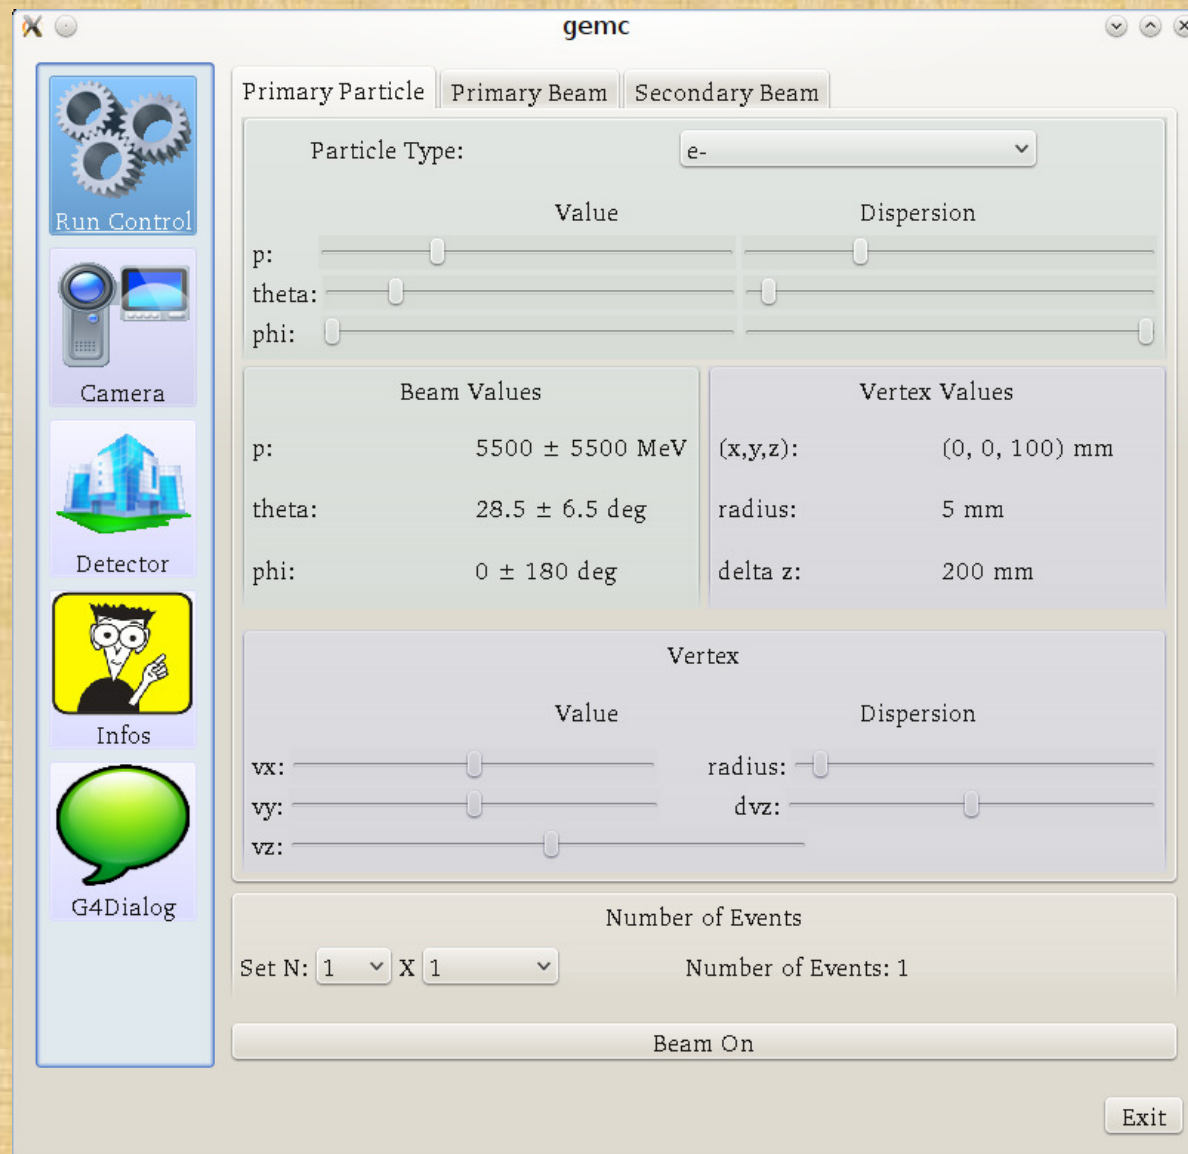 gemc
Run Control
Camera
Detector
Infos
G4Dialog
Primary Particle Primary Beam Secondary Beam
Particle Type: e-
Value Dispersion
p:
theta:
phi:
Beam Values
p: 5500 ± 5500 MeV
theta: 28.5 ± 6.5 deg
phi: 0 ± 180 deg
Vertex Values
(x,y,z): (0, 0, 100) mm
radius: 5 mm
delta z: 200 mm
Vertex
Value Dispersion
vx: radius:
vy: dvz:
vz:
Number of Events
Set N: 1 X 1 Number of Events: 1
Beam On
Exit